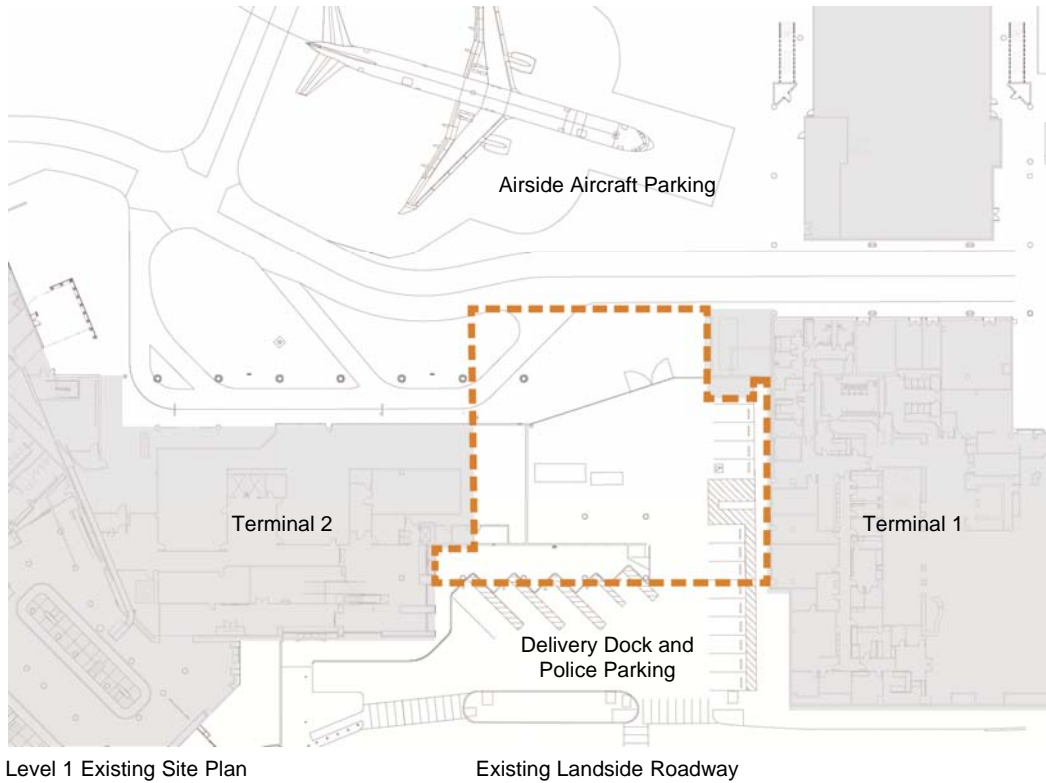 Airside Aircraft Parking
Terminal 2
Terminal 1
Delivery Dock and
Police Parking
Level 1 Existing Site Plan
Existing Landside Roadway